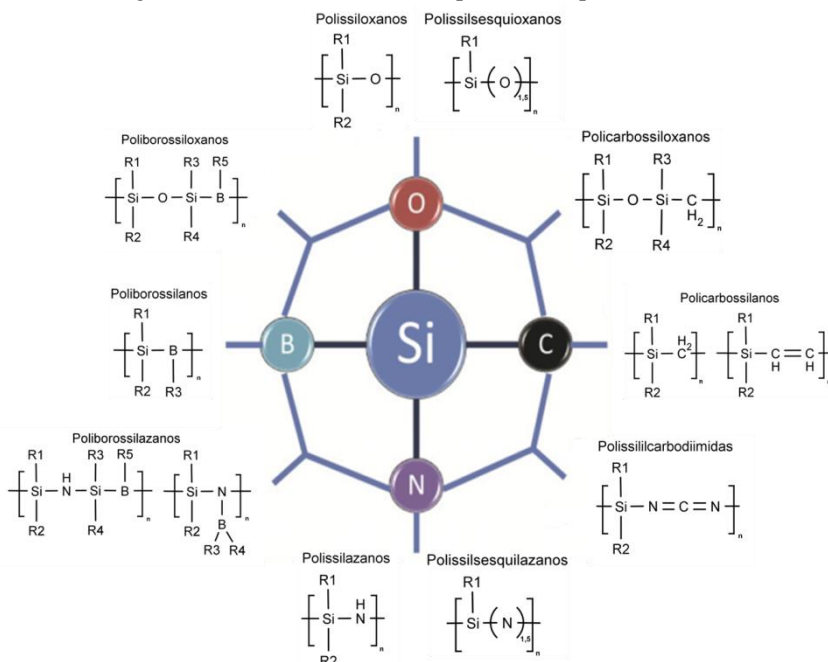 Polissiloxanos
R1
Si O
n
R2
Polissilsesquioxanos
R1
Si ( O ) 1,5
n
Poliborossiloxanos
R1 R3 R5
Si O Si B
n
R2 R4
Policarbossiloxanos
R1 R3
Si O Si C
H2
n
R2 R4
O
Poliborossilanos
R1
Si B
n
R2 R3
B
Si
C
Policarbossilanos
R1
Si CH2
n
R2
R1
Si C C
H H
n
R2
Poliborossilazanos
R1 R3 R5
H
Si N Si B
n
R2 R4
R1
Si N
n
R2 B
R3 R4
N
Polissililcarbodiimidas
R1
Si N C N
n
R2
Polissilazanos
R1
H
Si N
n
R2
Polissilsesquilazanos
R1
Si ( N ) 1,5
n